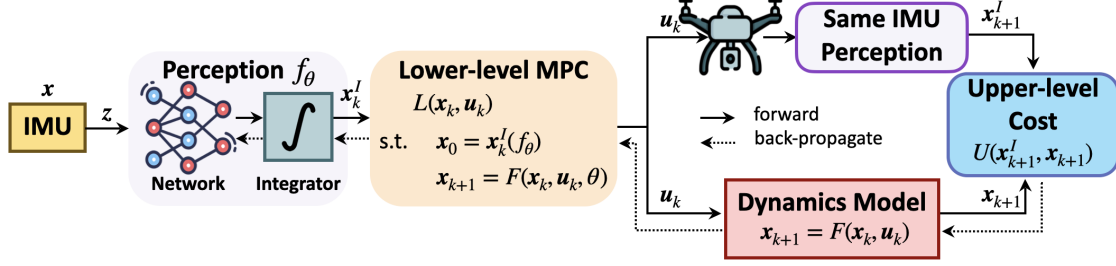 x
IMU
z
Perception f_θ
Network
Integrator
x_k^I
Lower-level MPC
L(x_k, u_k)
s.t. x_0 = x_k^I(f_θ)
x_{k+1} = F(x_k, u_k, θ)
u_k
Same IMU
Perception
x_{k+1}^I
forward
back-propagate
Upper-level
Cost
U(x_{k+1}^I, x_{k+1})
u_k
Dynamics Model
x_{k+1} = F(x_k, u_k)
x_{k+1}